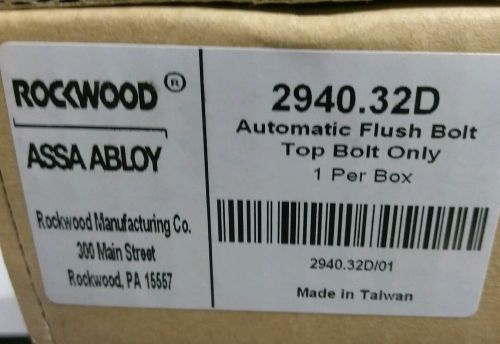 ROCKWOOD®
ASSA ABLOY
Rockwood Manufacturing Co.
300 Main Street
Rockwood, PA 15557
2940.32D
Automatic Flush Bolt
Top Bolt Only
1 Per Box
2940.32D/01
Made in Taiwan